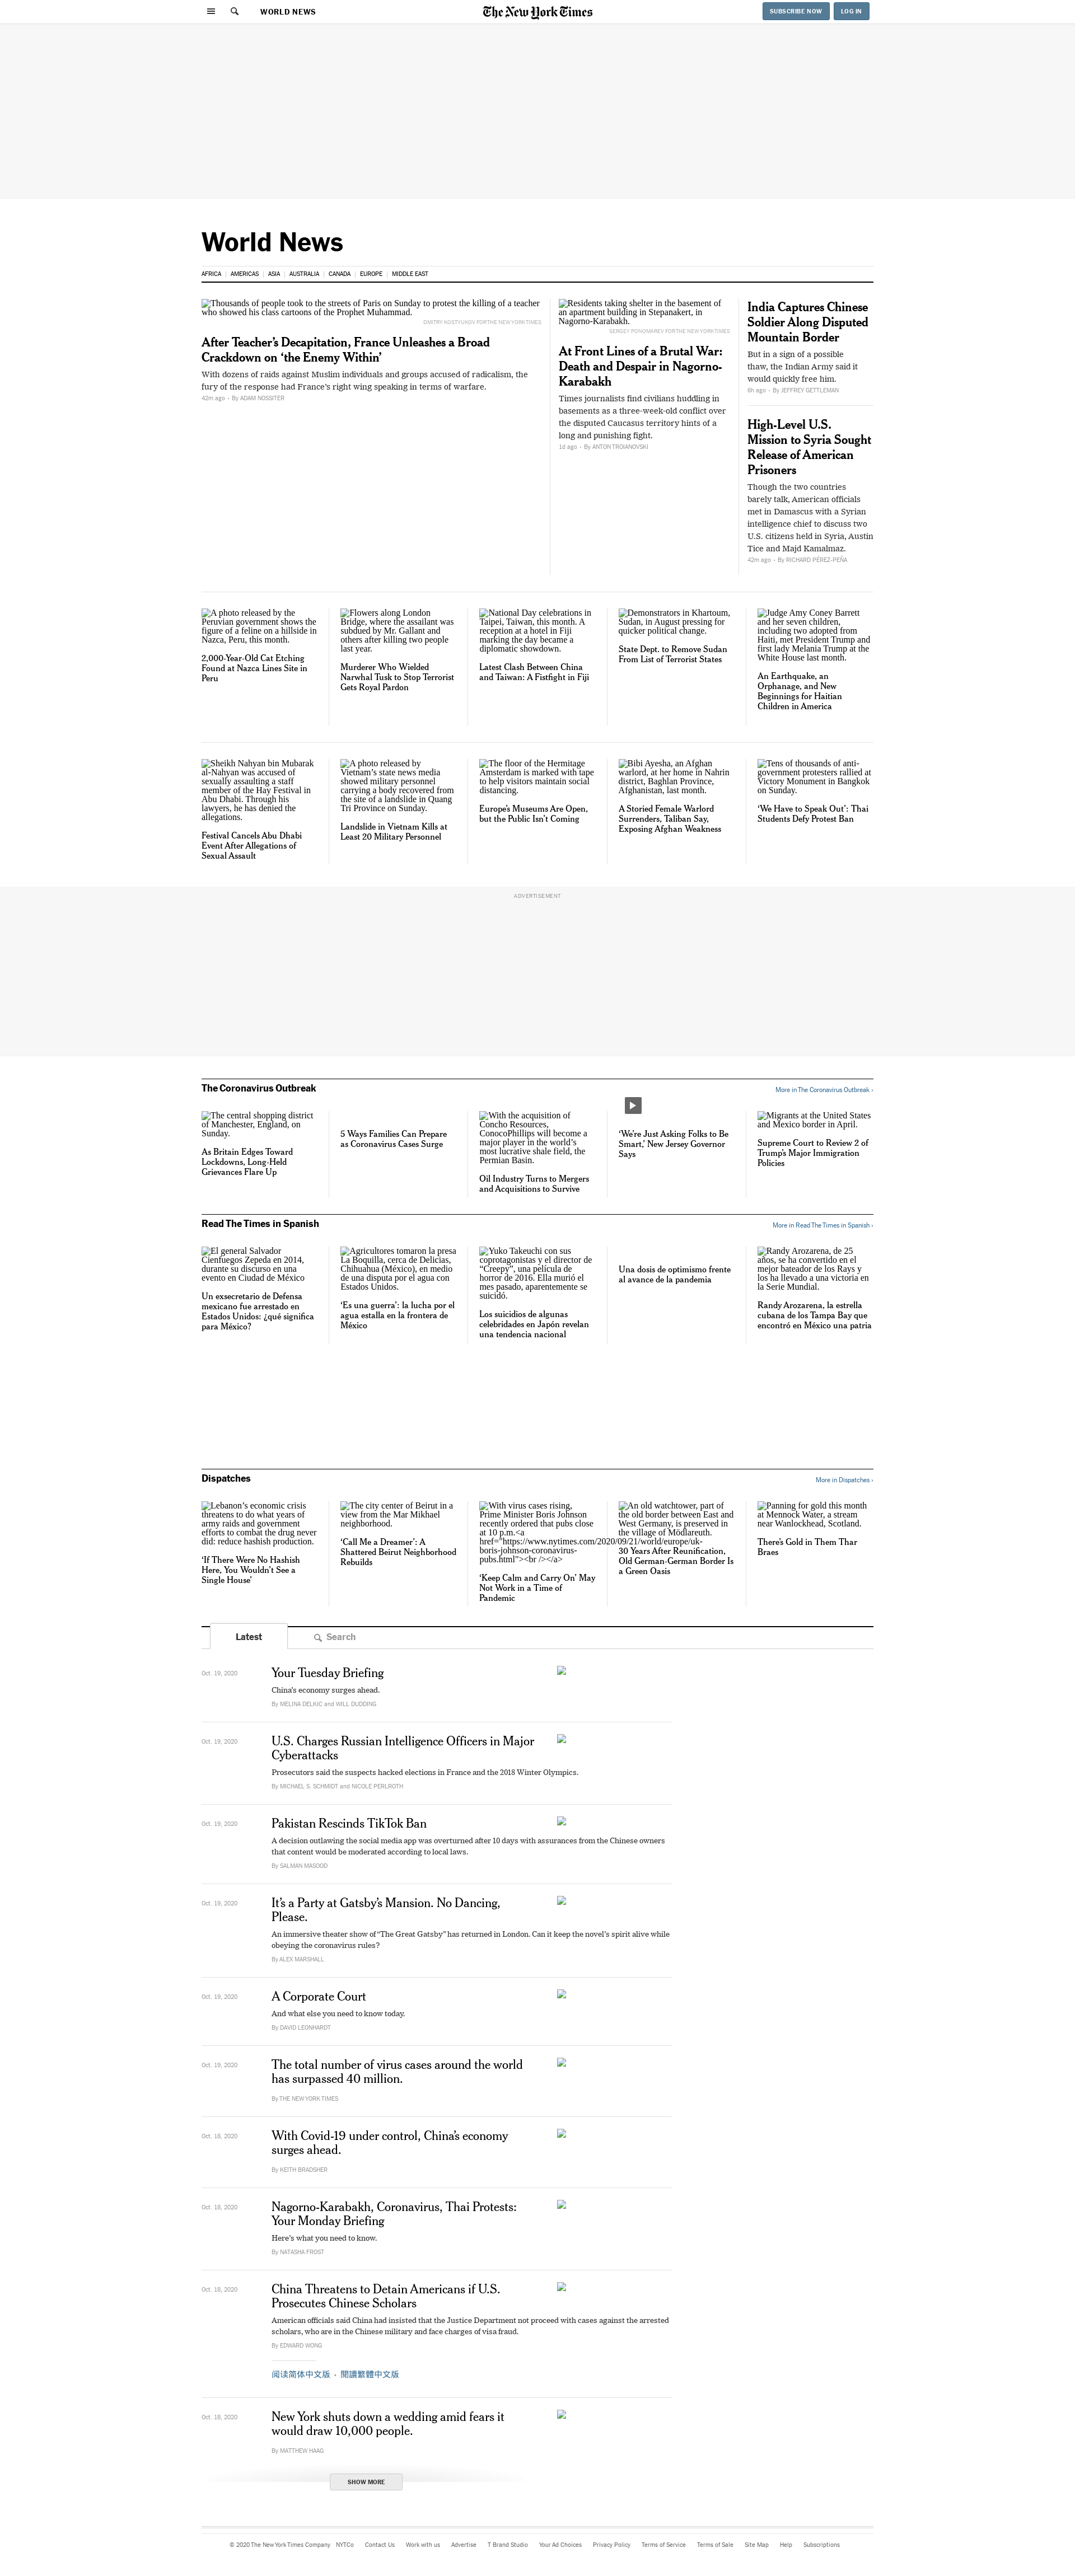 WORLD NEWS
The New York Times
SUBSCRIBE NOW
LOG IN
World News
AFRICA
AMERICAS
ASIA
AUSTRALIA
CANADA
EUROPE
MIDDLE EAST
Thousands of people took to the streets of Paris on Sunday to protest the killing of a teacher
who showed his class cartoons of the Prophet Muhammad.
DMITRY KOSTYUKOV FOR THE NEW YORK TIMES
After Teacher's Decapitation, France Unleashes a Broad
Crackdown on ‘the Enemy Within’
With dozens of raids against Muslim individuals and groups accused of radicalism, the
fury of the response had France's right wing speaking in terms of warfare.
42m ago · By ADAM NOSSITER
Residents taking shelter in the basement of
an apartment building in Stepanakert, in
Nagorno-Karabakh.
SERGEY PONOMAREV FOR THE NEW YORK TIMES
At Front Lines of a Brutal War:
Death and Despair in Nagorno-
Karabakh
Times journalists find civilians huddling in
basements as a three-week-old conflict over
the disputed Caucasus territory hints of a
long and punishing fight.
1d ago · By ANTON TROIANOVSKI
India Captures Chinese
Soldier Along Disputed
Mountain Border
But in a sign of a possible
thaw, the Indian Army said it
would quickly free him.
6h ago · By JEFFREY GETTLEMAN
High-Level U.S.
Mission to Syria Sought
Release of American
Prisoners
Though the two countries
barely talk, American officials
met in Damascus with a Syrian
intelligence chief to discuss two
U.S. citizens held in Syria, Austin
Tice and Majd Kamalmaz.
42m ago · By RICHARD PÉREZ-PEÑA
A photo released by the
Peruvian government shows the
figure of a feline on a hillside in
Nazca, Peru, this month.
2,000-Year-Old Cat Etching
Found at Nazca Lines Site in
Peru
Flowers along London
Bridge, where the assailant was
subdued by Mr. Gallant and
others after killing two people
last year.
Murderer Who Wielded
Narwhal Tusk to Stop Terrorist
Gets Royal Pardon
National Day celebrations in
Taipei, Taiwan, this month. A
reception at a hotel in Fiji
marking the day became a
diplomatic showdown.
Latest Clash Between China
and Taiwan: A Fistfight in Fiji
Demonstrators in Khartoum,
Sudan, in August pressing for
quicker political change.
State Dept. to Remove Sudan
From List of Terrorist States
Judge Amy Coney Barrett
and her seven children,
including two adopted from
Haiti, met President Trump and
first lady Melania Trump at the
White House last month.
An Earthquake, an
Orphanage, and New
Beginnings for Haitian
Children in America
Sheikh Nahyan bin Mubarak
al-Nahyan was accused of
sexually assaulting a staff
member of the Hay Festival in
Abu Dhabi. Through his
lawyers, he has denied the
allegations.
Festival Cancels Abu Dhabi
Event After Allegations of
Sexual Assault
A photo released by
Vietnam's state news media
showed military personnel
carrying a body recovered from
the site of a landslide in Quang
Tri Province on Sunday.
Landslide in Vietnam Kills at
Least 20 Military Personnel
The floor of the Hermitage
Amsterdam is marked with tape
to help visitors maintain social
distancing.
Europe's Museums Are Open,
but the Public Isn't Coming
Bibi Ayesha, an Afghan
warlord, at her home in Nahrin
district, Baghlan Province,
Afghanistan, last month.
A Storied Female Warlord
Surrenders, Taliban Say,
Exposing Afghan Weakness
Tens of thousands of anti-
government protesters rallied at
Victory Monument in Bangkok
on Sunday.
‘We Have to Speak Out’: Thai
Students Defy Protest Ban
ADVERTISEMENT
The Coronavirus Outbreak
More in The Coronavirus Outbreak ›
The central shopping district
of Manchester, England, on
Sunday.
As Britain Edges Toward
Lockdowns, Long-Held
Grievances Flare Up
5 Ways Families Can Prepare
as Coronavirus Cases Surge
With the acquisition of
Concho Resources,
ConocoPhillips will become a
major player in the world's
most lucrative shale field, the
Permian Basin.
Oil Industry Turns to Mergers
and Acquisitions to Survive
‘We're Just Asking Folks to Be
Smart,’ New Jersey Governor
Says
Migrants at the United States
and Mexico border in April.
Supreme Court to Review 2 of
Trump's Major Immigration
Policies
Read The Times in Spanish
More in Read The Times in Spanish ›
El general Salvador
Cienfuegos Zepeda en 2014,
durante su discurso en una
evento en Ciudad de México
Un exsecretario de Defensa
mexicano fue arrestado en
Estados Unidos: ¿qué significa
para México?
Agricultores tomaron la presa
La Boquilla, cerca de Delicias,
Chihuahua (México), en medio
de una disputa por el agua con
Estados Unidos.
‘Es una guerra’: la lucha por el
agua estalla en la frontera de
México
Yuko Takeuchi con sus
coprotagonistas y el director de
“Creepy”, una película de
horror de 2016. Ella murió el
mes pasado, aparentemente se
suicidó.
Los suicidios de algunas
celebridades en Japón revelan
una tendencia nacional
Una dosis de optimismo frente
al avance de la pandemia
Randy Arozarena, de 25
años, se ha convertido en el
mejor bateador de los Rays y
los ha llevado a una victoria en
la Serie Mundial.
Randy Arozarena, la estrella
cubana de los Tampa Bay que
encontró en México una patria
Dispatches
More in Dispatches ›
Lebanon's economic crisis
threatens to do what years of
army raids and government
efforts to combat the drug never
did: reduce hashish production.
‘If There Were No Hashish
Here, You Wouldn't See a
Single House’
The city center of Beirut in a
view from the Mar Mikhael
neighborhood.
‘Call Me a Dreamer’: A
Shattered Beirut Neighborhood
Rebuilds
With virus cases rising,
Prime Minister Boris Johnson
recently ordered that pubs close
at 10 p.m.<a
href="https://www.nytimes.com/2020/09/21/world/europe/uk-
boris-johnson-coronavirus-
pubs.html"><br /></a>
‘Keep Calm and Carry On’ May
Not Work in a Time of
Pandemic
An old watchtower, part of
the old border between East and
West Germany, is preserved in
the village of Mödlareuth.
30 Years After Reunification,
Old German-German Border Is
a Green Oasis
Panning for gold this month
at Mennock Water, a stream
near Wanlockhead, Scotland.
There's Gold in Them Thar
Braes
Latest
Search
Oct. 19, 2020
Your Tuesday Briefing
China's economy surges ahead.
By MELINA DELKIC and WILL DUDDING
Oct. 19, 2020
U.S. Charges Russian Intelligence Officers in Major
Cyberattacks
Prosecutors said the suspects hacked elections in France and the 2018 Winter Olympics.
By MICHAEL S. SCHMIDT and NICOLE PERLROTH
Oct. 19, 2020
Pakistan Rescinds TikTok Ban
A decision outlawing the social media app was overturned after 10 days with assurances from the Chinese owners
that content would be moderated according to local laws.
By SALMAN MASOOD
Oct. 19, 2020
It's a Party at Gatsby's Mansion. No Dancing,
Please.
An immersive theater show of “The Great Gatsby” has returned in London. Can it keep the novel's spirit alive while
obeying the coronavirus rules?
By ALEX MARSHALL
Oct. 19, 2020
A Corporate Court
And what else you need to know today.
By DAVID LEONHARDT
Oct. 19, 2020
The total number of virus cases around the world
has surpassed 40 million.
By THE NEW YORK TIMES
Oct. 18, 2020
With Covid-19 under control, China's economy
surges ahead.
By KEITH BRADSHER
Oct. 18, 2020
Nagorno-Karabakh, Coronavirus, Thai Protests:
Your Monday Briefing
Here's what you need to know.
By NATASHA FROST
Oct. 18, 2020
China Threatens to Detain Americans if U.S.
Prosecutes Chinese Scholars
American officials said China had insisted that the Justice Department not proceed with cases against the arrested
scholars, who are in the Chinese military and face charges of visa fraud.
By EDWARD WONG
阅读简体中文版 · 閱讀繁體中文版
Oct. 18, 2020
New York shuts down a wedding amid fears it
would draw 10,000 people.
By MATTHEW HAAG
SHOW MORE
© 2020 The New York Times Company
NYTCo
Contact Us
Work with us
Advertise
T Brand Studio
Your Ad Choices
Privacy Policy
Terms of Service
Terms of Sale
Site Map
Help
Subscriptions